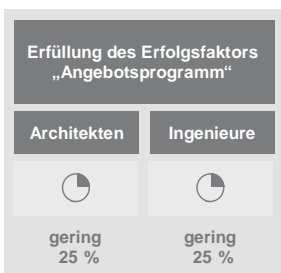 Erfüllung des Erfolgsfaktors
„Angebotsprogramm“
Architekten
Ingenieure
gering
25 %
gering
25 %